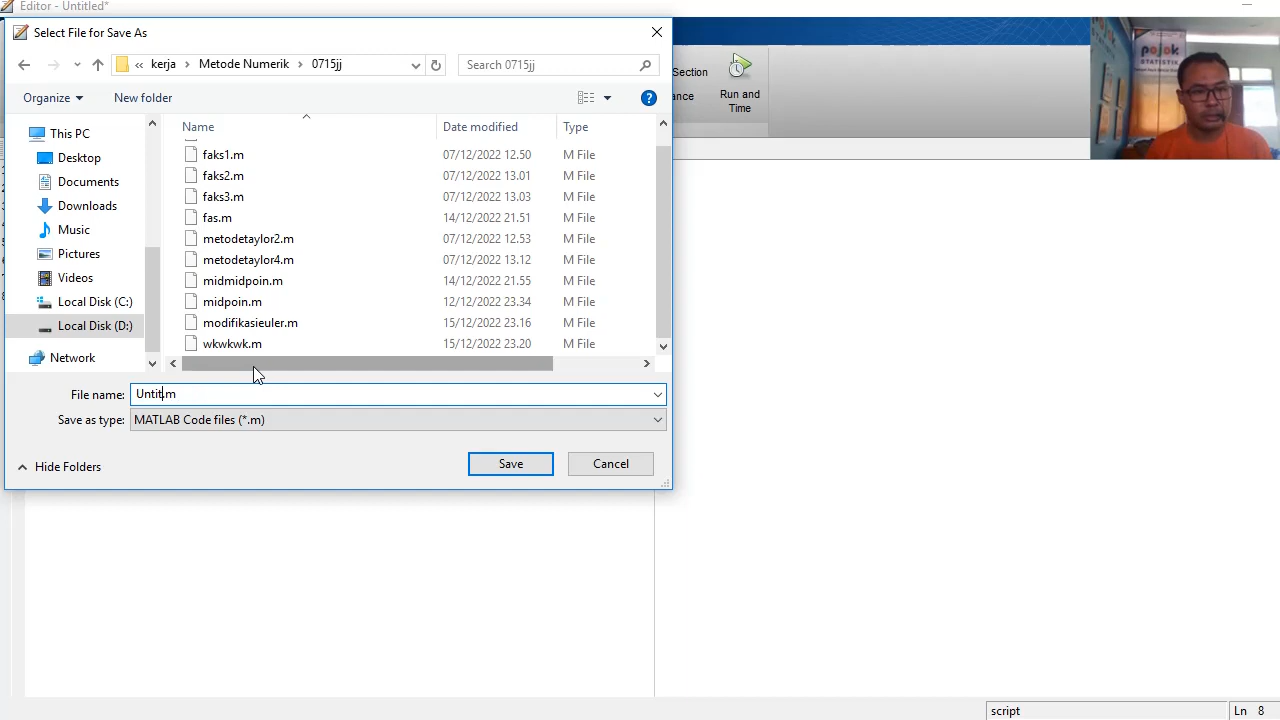 Editor - Untitled*
Select File for Save As
« kerja > Metode Numerik > 0715jj
Search 0715jj
Organize
New folder
Name
Date modified
Type
This PC
Desktop
Documents
Downloads
Music
Pictures
Videos
Local Disk (C:)
Local Disk (D:)
Network
faks1.m 07/12/2022 12.50 M File
faks2.m 07/12/2022 13.01 M File
faks3.m 07/12/2022 13.03 M File
fas.m 14/12/2022 21.51 M File
metodetaylor2.m 07/12/2022 12.53 M File
metodetaylor4.m 07/12/2022 13.12 M File
midmidpoin.m 14/12/2022 21.55 M File
midpoin.m 12/12/2022 23.34 M File
modifikasieuler.m 15/12/2022 23.16 M File
wkwkwk.m 15/12/2022 23.20 M File
File name: Untit.m
Save as type: MATLAB Code files (*.m)
Hide Folders
Save
Cancel
Section
ance
Run and
Time
pojok
STATISTIK
script
Ln 8